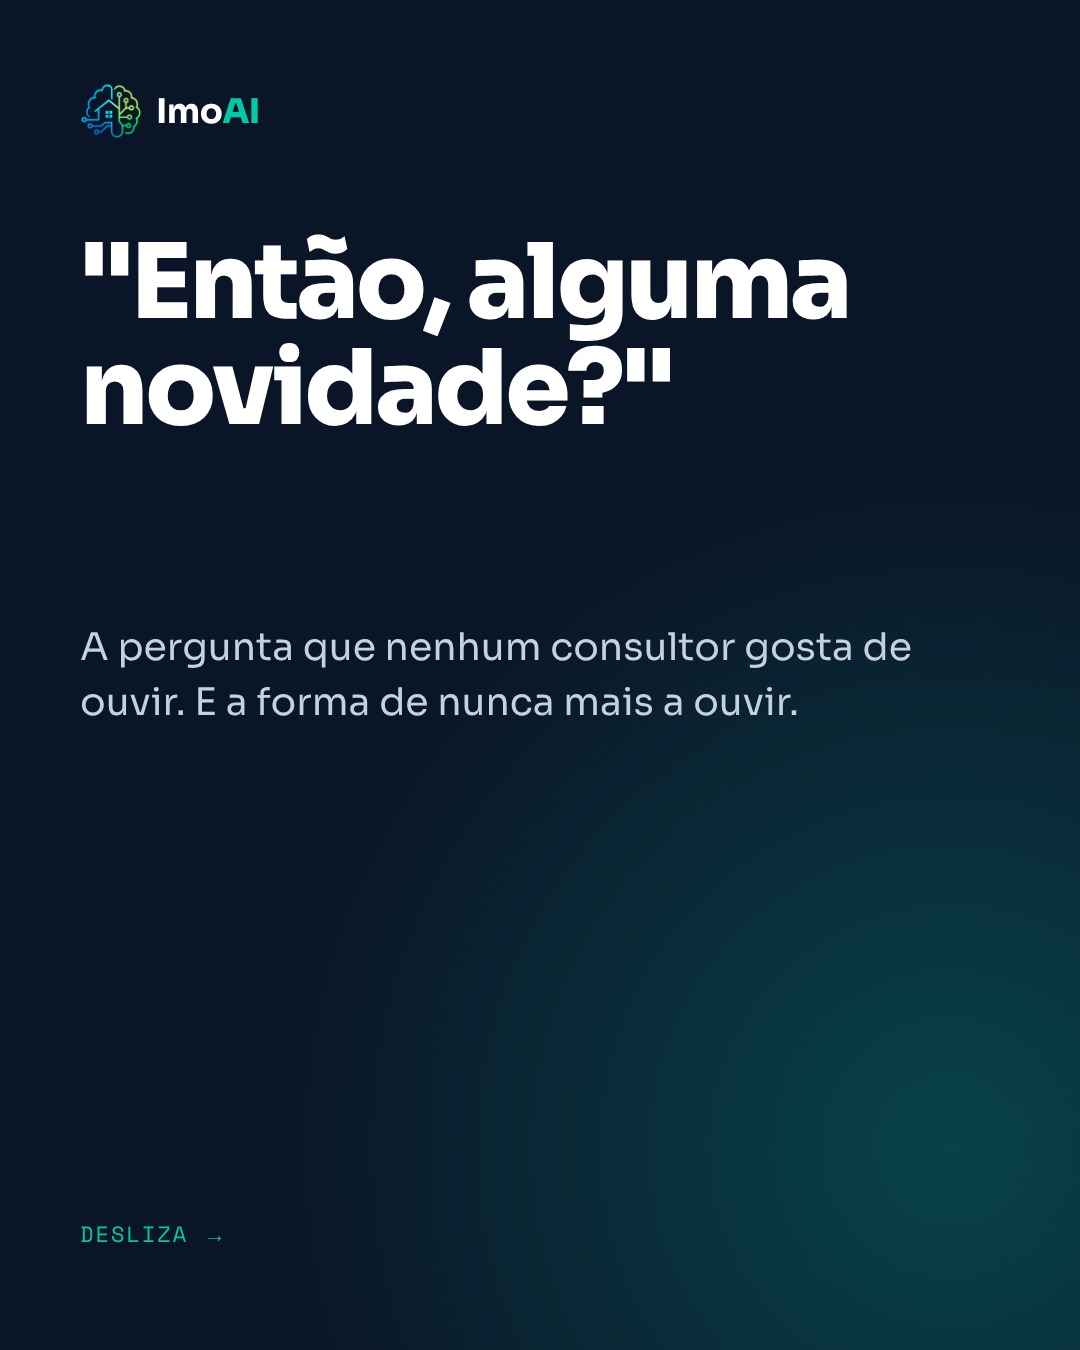 ImoAI
"Então, alguma
novidade?"
A pergunta que nenhum consultor gosta de
ouvir. E a forma de nunca mais a ouvir.
DESLIZA →